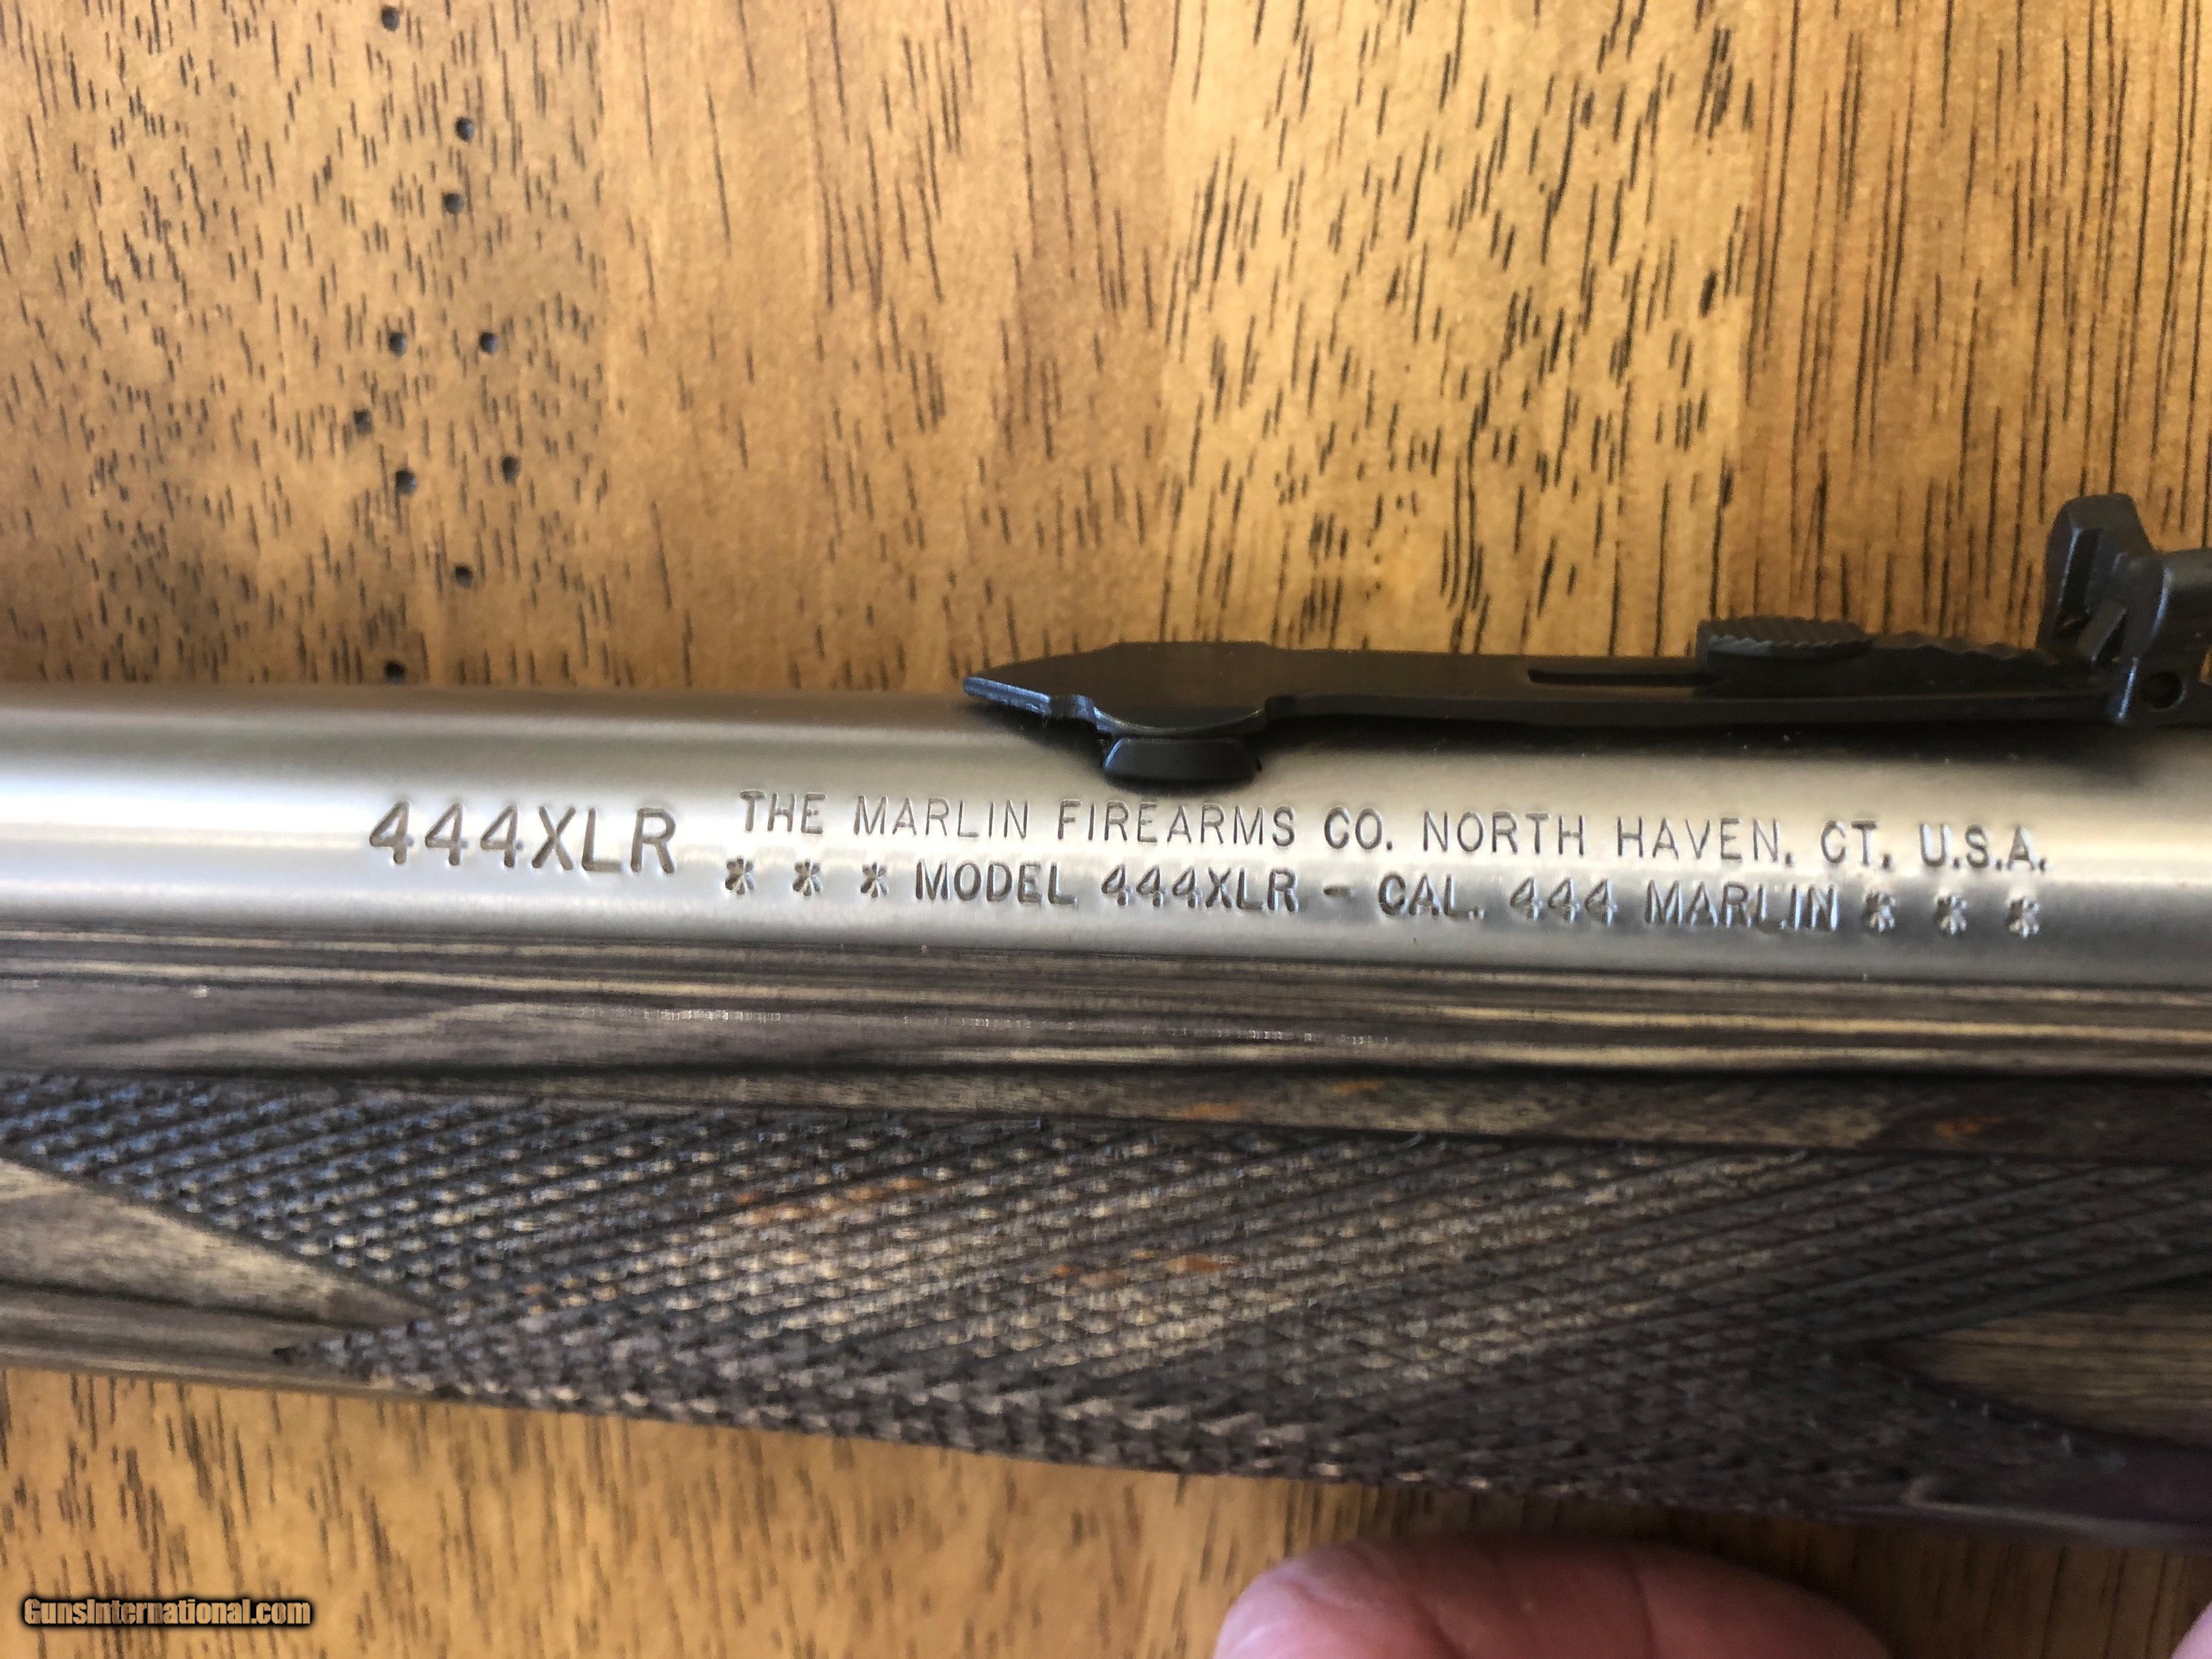 444XLR
THE MARLIN FIREARMS CO. NORTH HAVEN, CT. U.S.A.
* * * MODEL 444XLR - CAL. 444 MARLIN * * *
GunsInternational.com